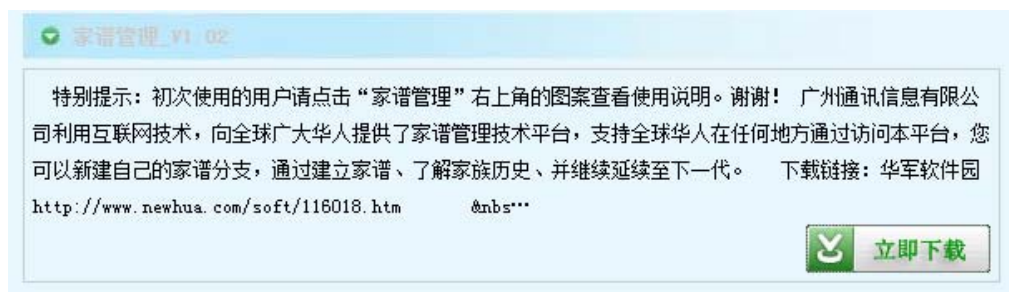 家谱管理_V1 02
特别提示：初次使用的用户请点击“家谱管理”右上角的图案查看使用说明。谢谢！ 广州通讯信息有限公
司利用互联网技术，向全球广大华人提供了家谱管理技术平台，支持全球华人在任何地方通过访问本平台，您
可以新建自己的家谱分支，通过建立家谱、了解家族历史、并继续延续至下一代。 下载链接：华军软件园
http://www.newhua.com/soft/116018.htm &nbs…
立即下载